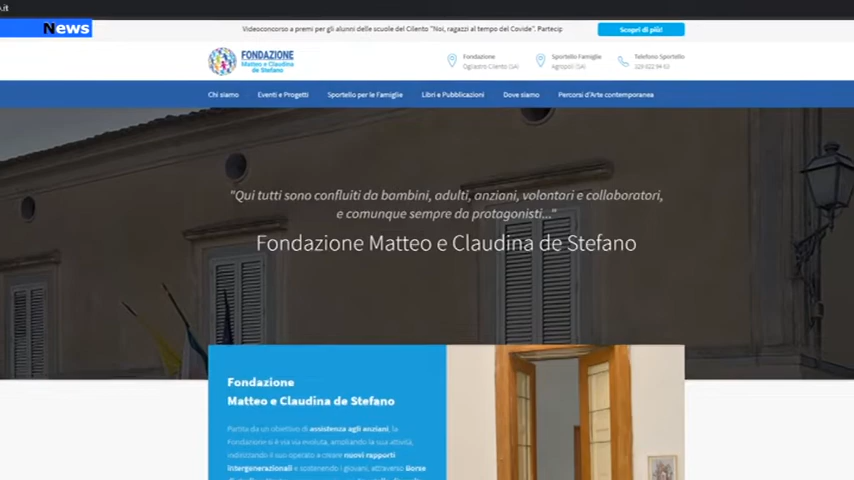 .it
News
Videoconcorso a premi per gli alunni delle scuole del Cilento "Noi, ragazzi al tempo del Covid". Partecip
Scopri di più!
FONDAZIONE
Matteo e Claudina
de Stefano
Fondazione
Ogliastro Cilento (SA)
Sportello Famiglie
Agropoli (SA)
Telefono Sportello
Chi siamo
Eventi e Progetti
Sportello per le Famiglie
Libri e Pubblicazioni
Dove siamo
Percorsi d'Arte contemporanea
"Qui tutti sono confluiti da bambini, adulti, anziani, volontari e collaboratori,
e comunque sempre da protagonisti..."
Fondazione Matteo e Claudina de Stefano
Fondazione
Matteo e Claudina de Stefano
Partita da un obiettivo di assistenza agli anziani, la
Fondazione si è via via evoluta, ampliando la sua attività,
indirizzando il suo operato a creare nuovi rapporti
intergenerazionali e sostenendo i giovani, attraverso Borse